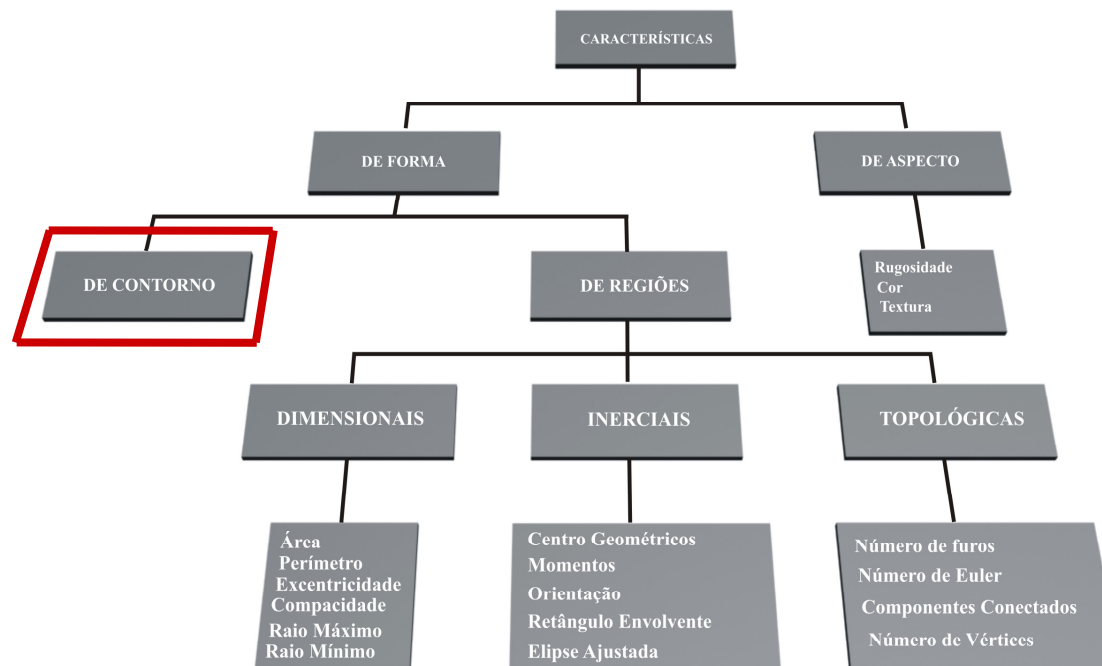 CARACTERÍSTICAS
DE FORMA
DE ASPECTO
DE CONTORNO
DE REGIÕES
Rugosidade
Cor
Textura
DIMENSIONAIS
INERCIAIS
TOPOLÓGICAS
Área
Perímetro
Excentricidade
Compacidade
Raio Máximo
Raio Mínimo
Centro Geométricos
Momentos
Orientação
Retângulo Envolvente
Elipse Ajustada
Número de furos
Número de Euler
Componentes Conectados
Número de Vértices